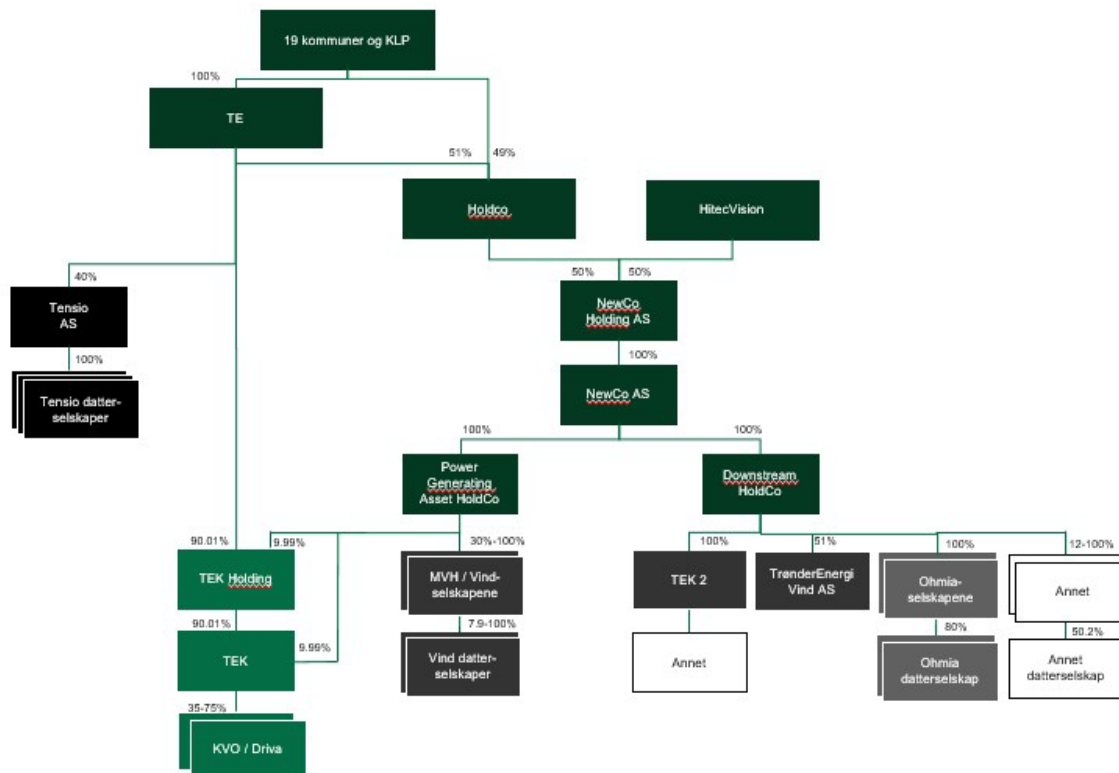 19 kommuner og KLP
100%
TE
51%
49%
Holdco
HitecVision
40%
50%
50%
Tensio
AS
NewCo
Holding AS
100%
100%
Tensio datter-
selskaper
NewCo AS
100%
100%
Power
Generating
Asset HoldCo
Downstream
HoldCo
90.01%
9.99%
30%-100%
100%
51%
100%
12-100%
TEK Holding
MVH / Vind-
selskapene
TEK 2
TrønderEnergi
Vind AS
Ohmia-
selskapene
Annet
90.01%
9.99%
7.9-100%
80%
50.2%
TEK
Vind datter-
selskaper
Annet
Ohmia
datterselskap
Annet
datterselskap
35-75%
KVO / Driva